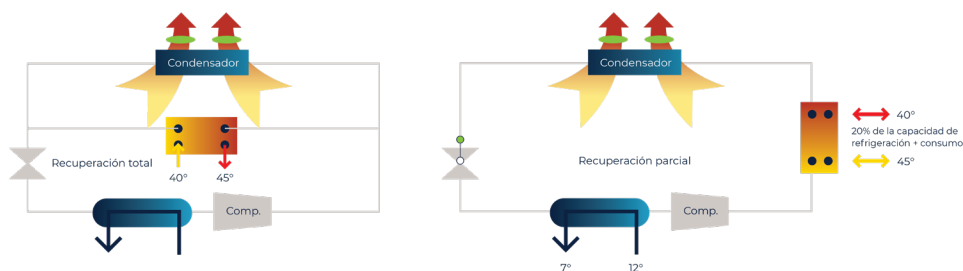 Condensador
Recuperación total
40°
45°
Comp.
Condensador
40°
20% de la capacidad de
refrigeración + consumo
45°
Recuperación parcial
Comp.
7°
12°